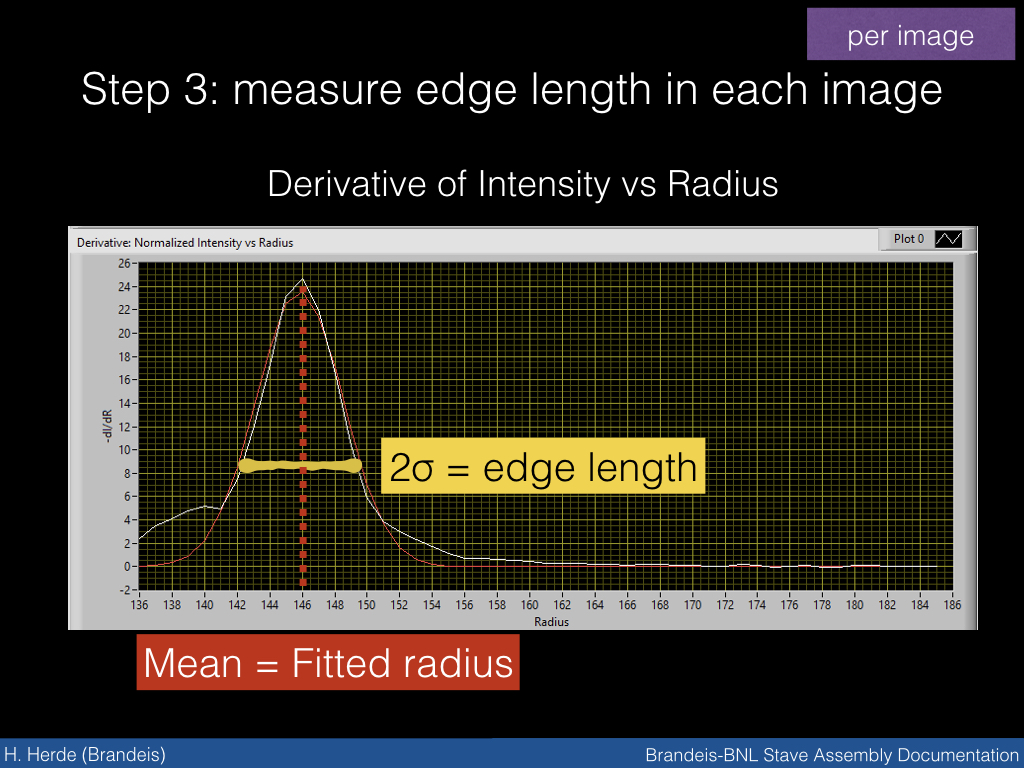 per image
Step 3: measure edge length in each image
Derivative of Intensity vs Radius
Derivative: Normalized Intensity vs Radius
Plot 0
26
24
22
20
18
16
14
12
10
8
6
4
2
0
-2
-dI/dR
2σ = edge length
136 138 140 142 144 146 148 150 152 154 156 158 160 162 164 166 168 170 172 174 176 178 180 182 184 186
Radius
Mean = Fitted radius
H. Herde (Brandeis)
Brandeis-BNL Stave Assembly Documentation